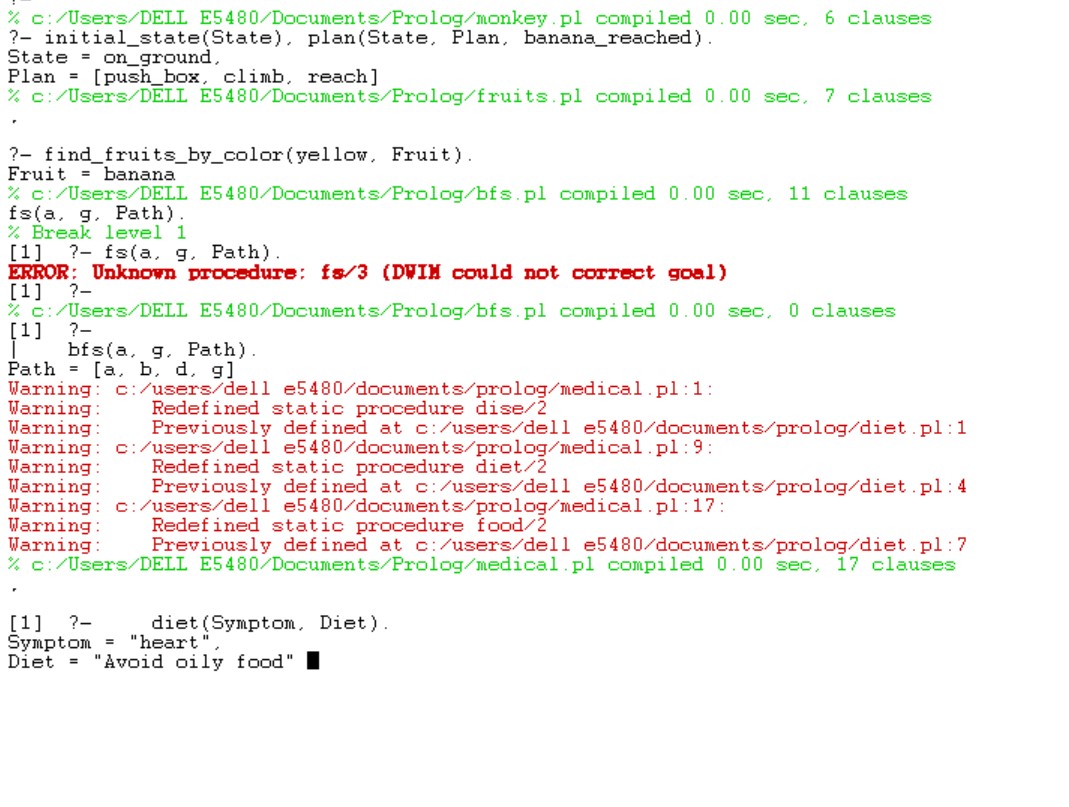 ?-
% c:/Users/DELL E5480/Documents/Prolog/monkey.pl compiled 0.00 sec, 6 clauses
?- initial_state(State), plan(State, Plan, banana_reached).
State = on_ground,
Plan = [push_box, climb, reach]
% c:/Users/DELL E5480/Documents/Prolog/fruits.pl compiled 0.00 sec, 7 clauses
,
?- find_fruits_by_color(yellow, Fruit).
Fruit = banana
% c:/Users/DELL E5480/Documents/Prolog/bfs.pl compiled 0.00 sec, 11 clauses
fs(a, g, Path).
% Break level 1
[1]  ?- fs(a, g, Path).
ERROR: Unknown procedure: fs/3 (DWIM could not correct goal)
[1]  ?-
% c:/Users/DELL E5480/Documents/Prolog/bfs.pl compiled 0.00 sec, 0 clauses
[1]  ?-
|    bfs(a, g, Path).
Path = [a, b, d, g]
Warning: c:/users/dell e5480/documents/prolog/medical.pl:1:
Warning:    Redefined static procedure dise/2
Warning:    Previously defined at c:/users/dell e5480/documents/prolog/diet.pl:1
Warning: c:/users/dell e5480/documents/prolog/medical.pl:9:
Warning:    Redefined static procedure diet/2
Warning:    Previously defined at c:/users/dell e5480/documents/prolog/diet.pl:4
Warning: c:/users/dell e5480/documents/prolog/medical.pl:17:
Warning:    Redefined static procedure food/2
Warning:    Previously defined at c:/users/dell e5480/documents/prolog/diet.pl:7
% c:/Users/DELL E5480/Documents/Prolog/medical.pl compiled 0.00 sec, 17 clauses
,
[1]  ?-     diet(Symptom, Diet).
Symptom = "heart",
Diet = "Avoid oily food"